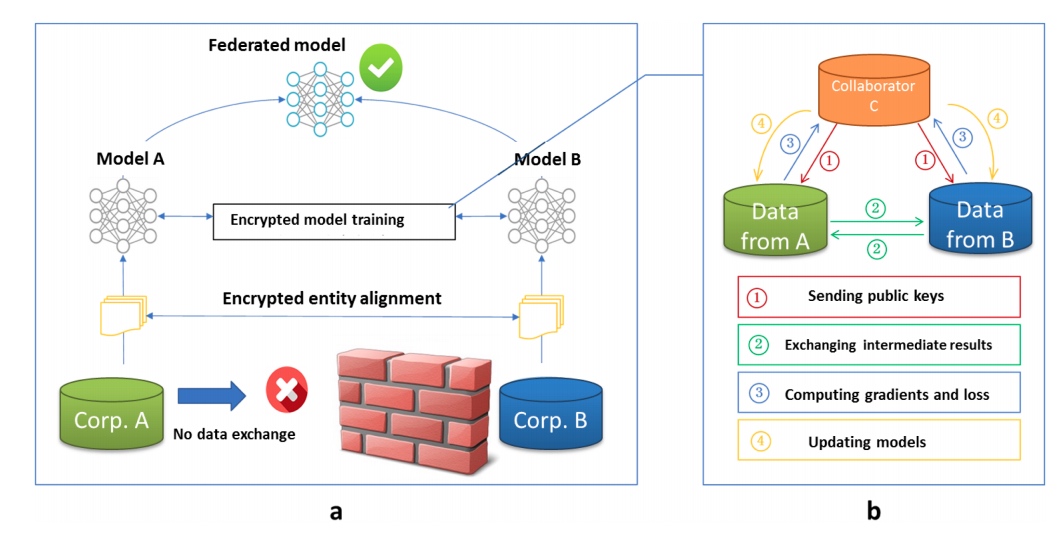 Federated model
Model A
Model B
Encrypted model training
Encrypted entity alignment
Corp. A
No data exchange
Corp. B
a
Collaborator
C
4
3
1
1
3
4
Data
from A
2
2
Data
from B
1 Sending public keys
2 Exchanging intermediate results
3 Computing gradients and loss
4 Updating models
b